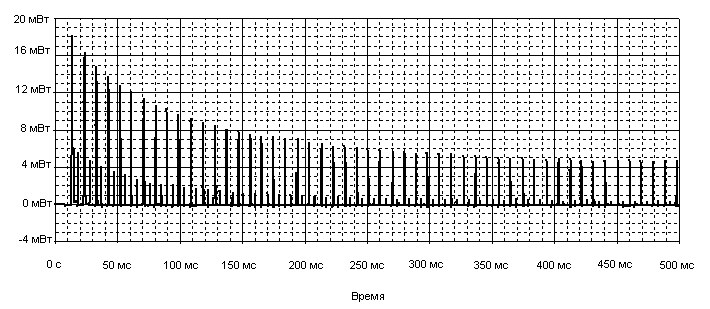 20 мВт
16 мВт
12 мВт
8 мВт
4 мВт
0 мВт
-4 мВт
0 с 50 мс 100 мс 150 мс 200 мс 250 мс 300 мс 350 мс 400 мс 450 мс 500 мс
Время